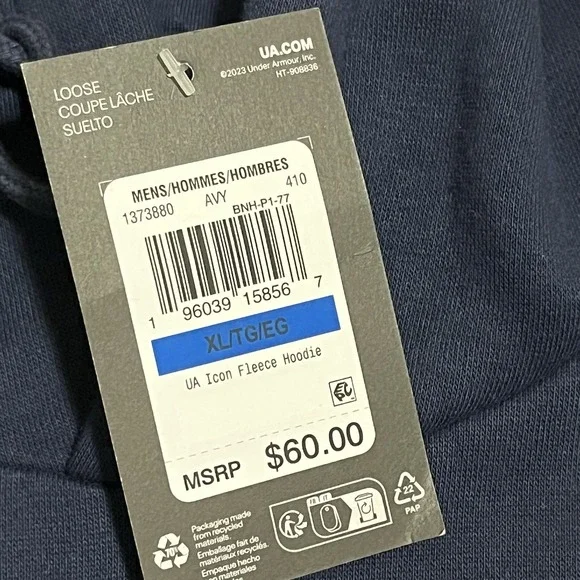 UA.COM
©2023 Under Armour, Inc.
HT-908836
LOOSE
COUPE LÂCHE
SUELTO
MENS/HOMMES/HOMBRES
1373880 AVY 410
BNH-P1-77
1 96039 15856 7
XL/TG/EG
UA Icon Fleece Hoodie
MSRP $60.00
Packaging made
from recycled
materials.
Emballage fait de
matériaux recyclés.
Empaque hecho
70%
22
PAP